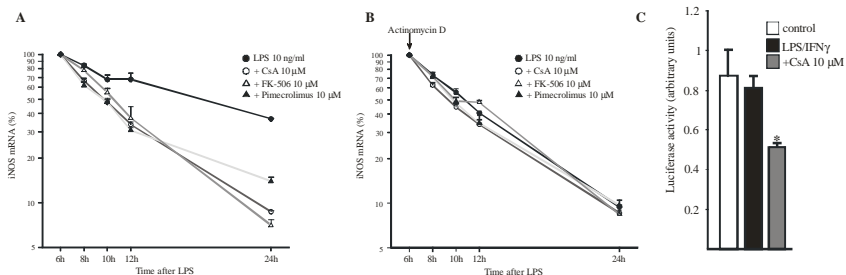 A
iNOS mRNA (%)
100
90
80
70
60
50
40
30
20
10
5
LPS 10 ng/ml
+ CsA 10 µM
+ FK-506 10 µM
+ Pimecrolimus 10 µM
6h 8h 10h 12h 24h
Time after LPS
B
Actinomycin D
iNOS mRNA (%)
100
90
80
70
60
50
40
30
20
10
5
LPS 10 ng/ml
+ CsA 10 µM
+ FK-506 10 µM
+ Pimecrolimus 10 µM
6h 8h 10h 12h 24h
Time after LPS
C
Luciferase activity (arbitrary units)
1.2
1
0.8
0.6
0.4
1.2
control
LPS/IFNγ
+CsA 10 µM
*